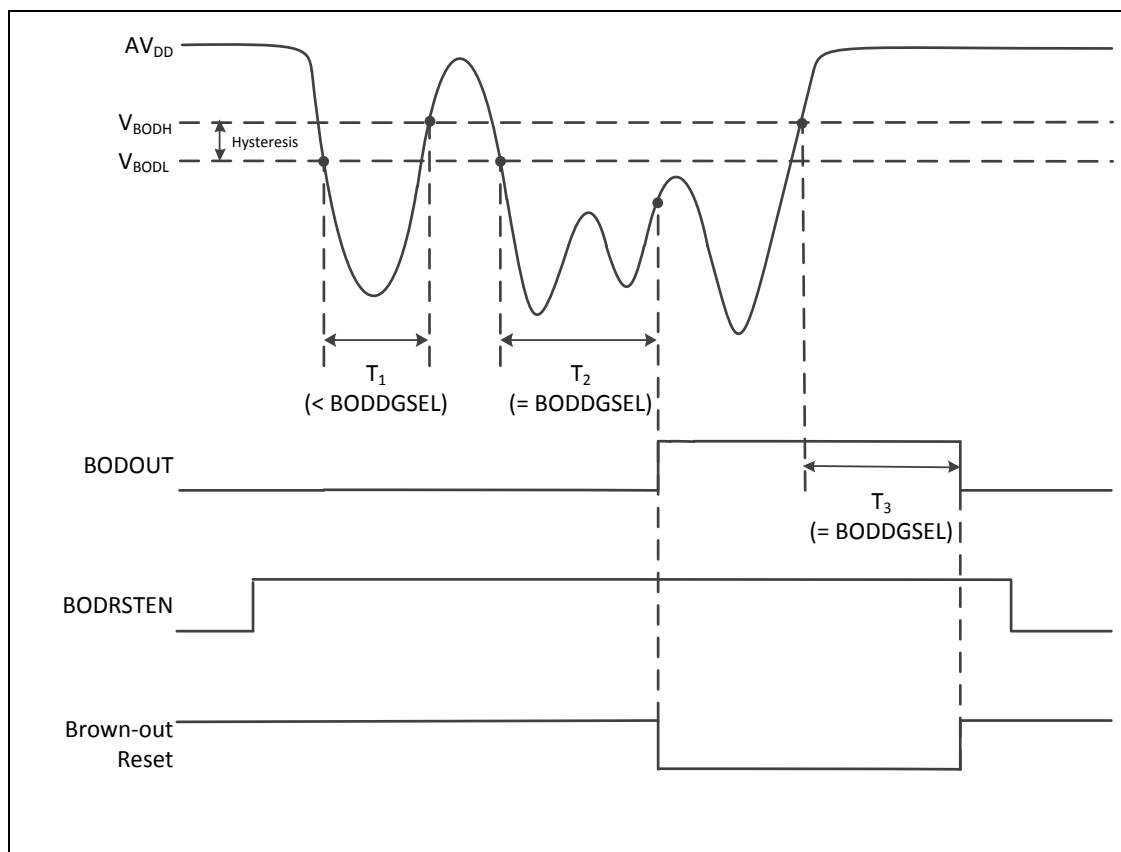 AVDD
VBODH
Hysteresis
VBODL
T1
(< BODDGSEL)
T2
(= BODDGSEL)
BODOUT
T3
(= BODDGSEL)
BODRSTEN
Brown-out
Reset